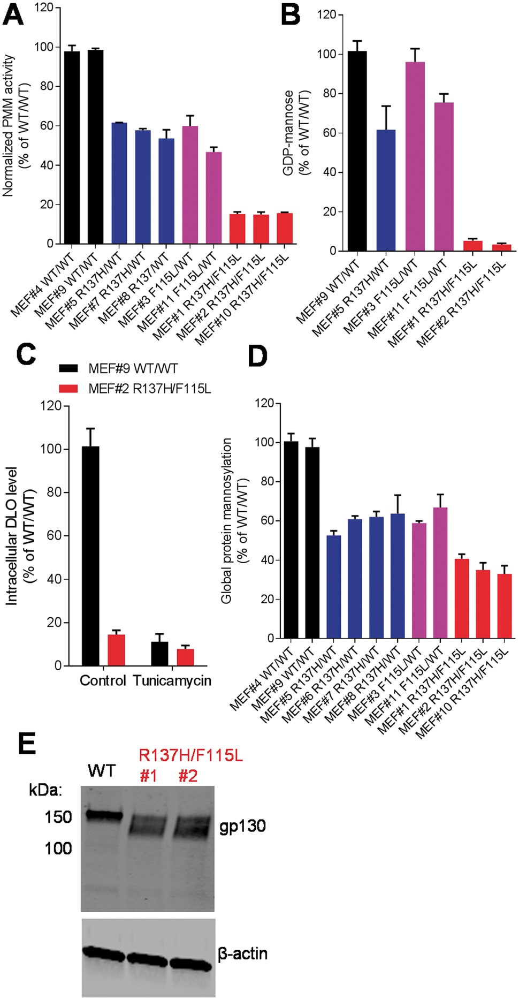 A
Normalized PMM activity
(% of WT/WT)
120
100
80
60
40
20
0
MEF#4 WT/WT
MEF#9 WT/WT
MEF#5 R137H/WT
MEF#7 R137H/WT
MEF#8 R137/WT
MEF#3 F115L/WT
MEF#11 F115L/WT
MEF#1 R137H/F115L
MEF#2 R137H/F115L
MEF#10 R137H/F115L
B
GDP-mannose
(% of WT/WT)
120
100
80
60
40
20
0
MEF#9 WT/WT
MEF#5 R137H/WT
MEF#3 F115L/WT
MEF#11 F115L/WT
MEF#1 R137H/F115L
MEF#2 R137H/F115L
C
MEF#9 WT/WT
MEF#2 R137H/F115L
Intracellular DLO level
(% of WT/WT)
120
100
80
60
40
20
0
Control Tunicamycin
D
Global protein mannosylation
(% of WT/WT)
120
100
80
60
40
20
0
MEF#4 WT/WT
MEF#9 WT/WT
MEF#5 R137H/WT
MEF#6 R137H/WT
MEF#7 R137H/WT
MEF#8 R137H/WT
MEF#3 F115L/WT
MEF#11 F115L/WT
MEF#1 R137H/F115L
MEF#2 R137H/F115L
MEF#10 R137H/F115L
E
R137H/F115L
WT #1 #2
kDa:
150
100
gp130
β-actin